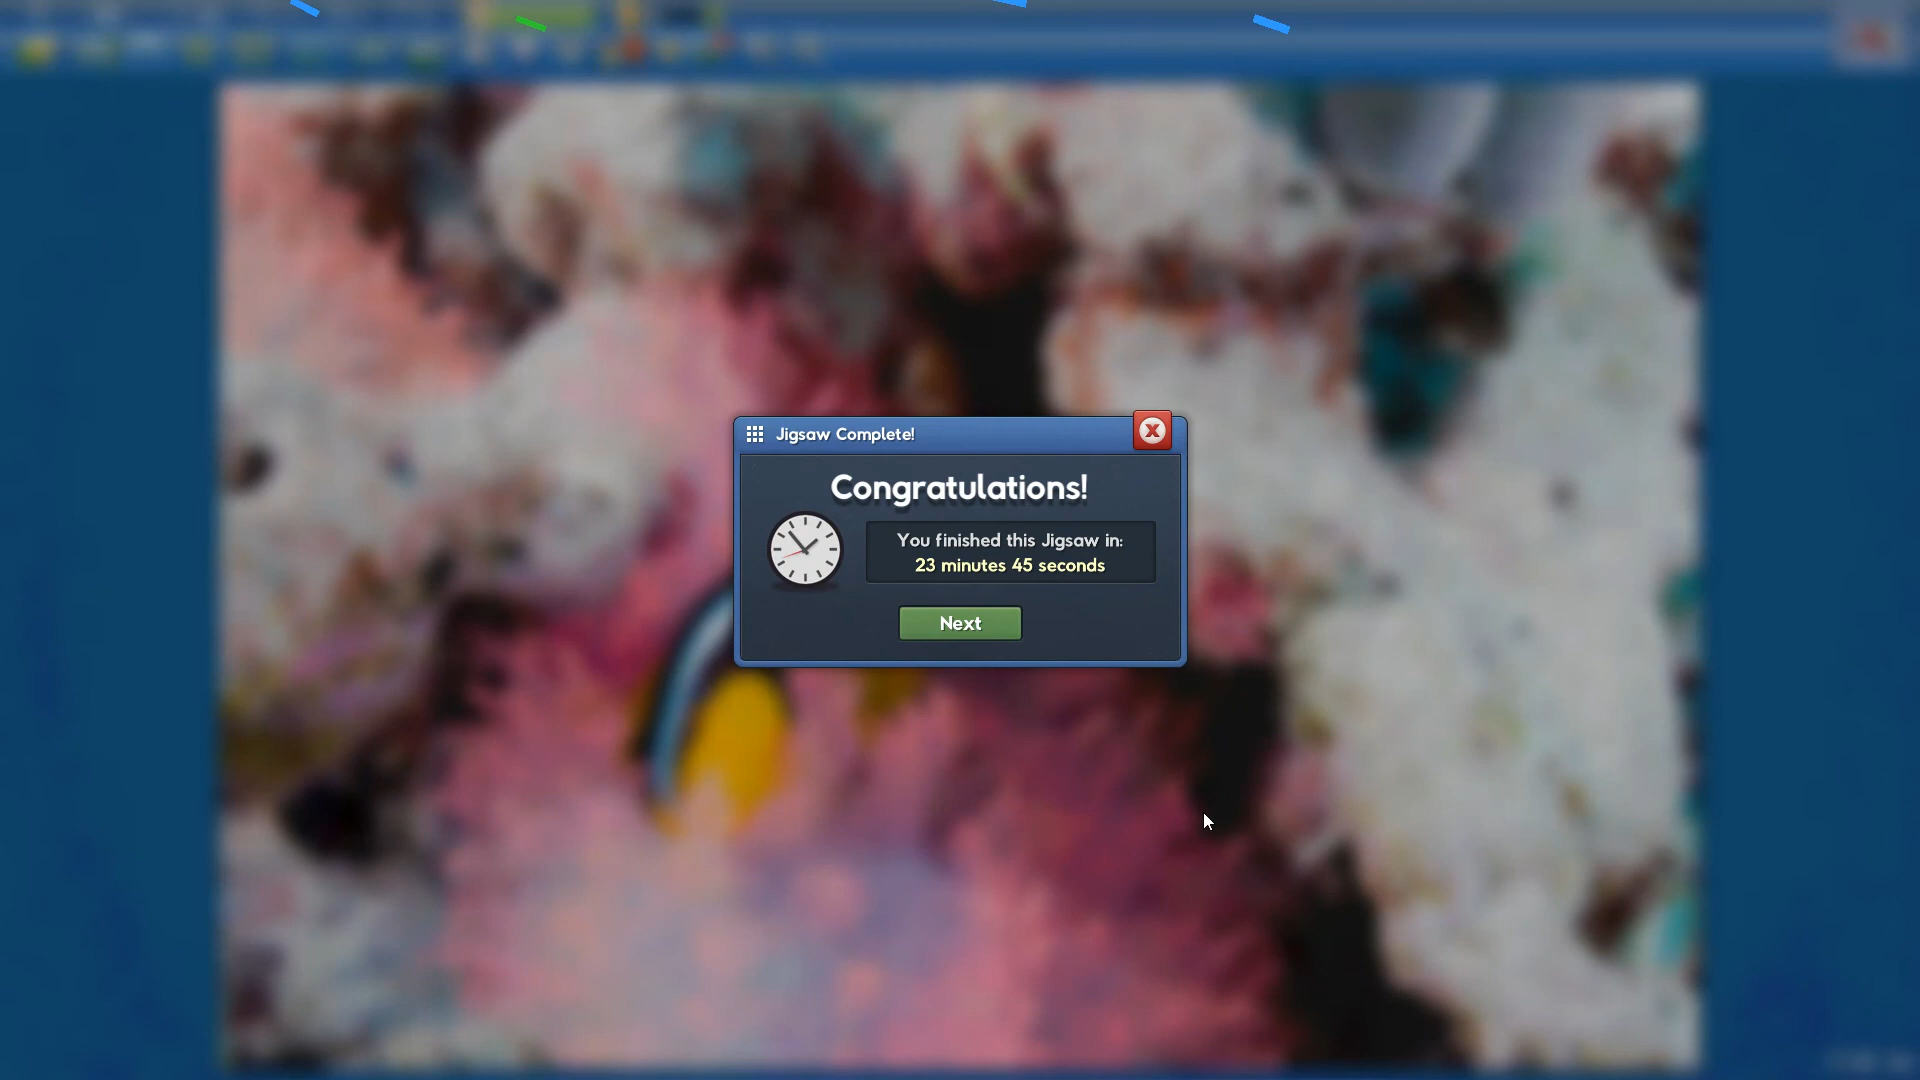 Jigsaw Complete!
Congratulations!
You finished this Jigsaw in:
23 minutes 45 seconds
Next